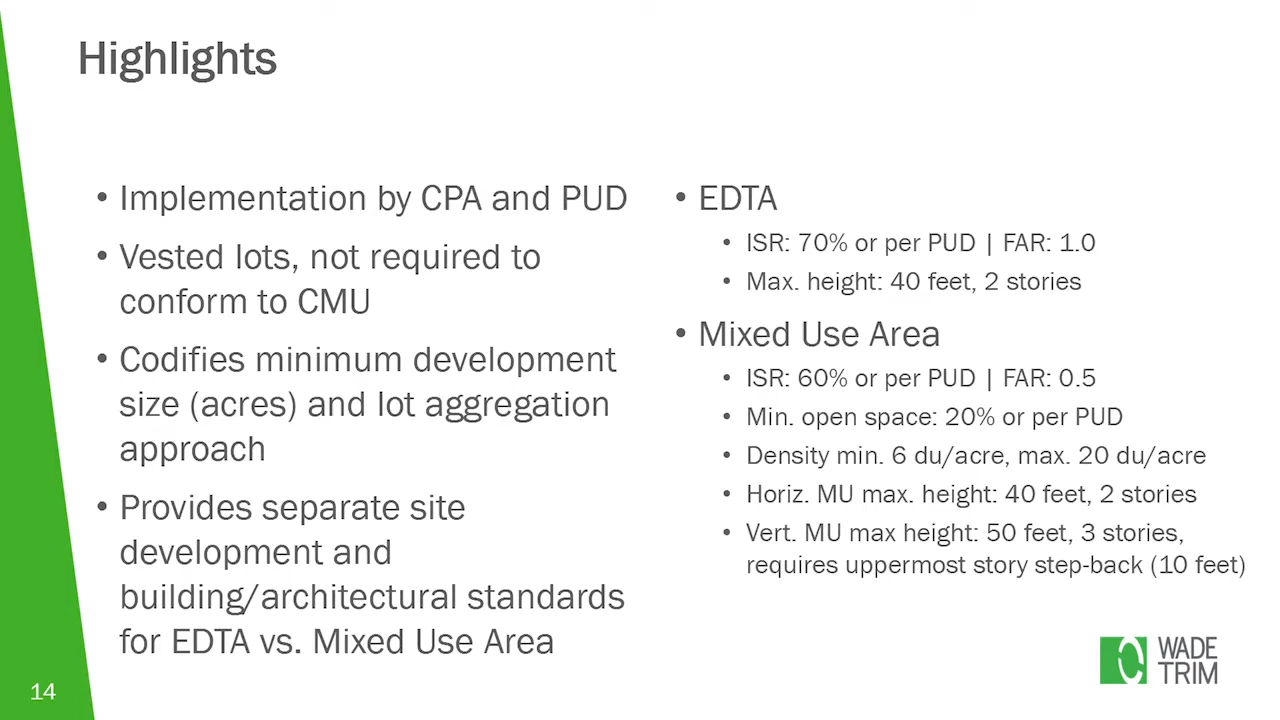 Highlights
• Implementation by CPA and PUD
• Vested lots, not required to
conform to CMU
• Codifies minimum development
size (acres) and lot aggregation
approach
• Provides separate site
development and
building/architectural standards
for EDTA vs. Mixed Use Area
• EDTA
• ISR: 70% or per PUD | FAR: 1.0
• Max. height: 40 feet, 2 stories
• Mixed Use Area
• ISR: 60% or per PUD | FAR: 0.5
• Min. open space: 20% or per PUD
• Density min. 6 du/acre, max. 20 du/acre
• Horiz. MU max. height: 40 feet, 2 stories
• Vert. MU max height: 50 feet, 3 stories,
requires uppermost story step-back (10 feet)
WADE
TRIM
14